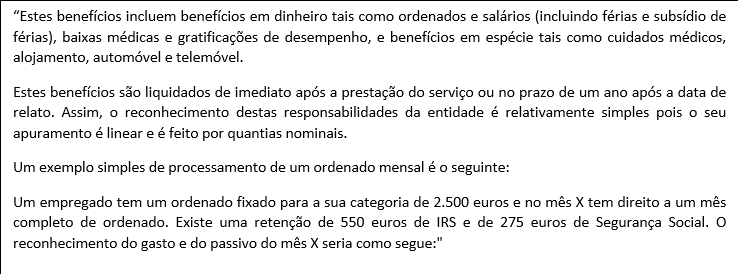 “Estes benefícios incluem benefícios em dinheiro tais como ordenados e salários (incluindo férias e subsídio de
férias), baixas médicas e gratificações de desempenho, e benefícios em espécie tais como cuidados médicos,
alojamento, automóvel e telemóvel.
Estes benefícios são liquidados de imediato após a prestação do serviço ou no prazo de um ano após a data de
relato. Assim, o reconhecimento destas responsabilidades da entidade é relativamente simples pois o seu
apuramento é linear e é feito por quantias nominais.
Um exemplo simples de processamento de um ordenado mensal é o seguinte:
Um empregado tem um ordenado fixado para a sua categoria de 2.500 euros e no mês X tem direito a um mês
completo de ordenado. Existe uma retenção de 550 euros de IRS e de 275 euros de Segurança Social. O
reconhecimento do gasto e do passivo do mês X seria como segue:"